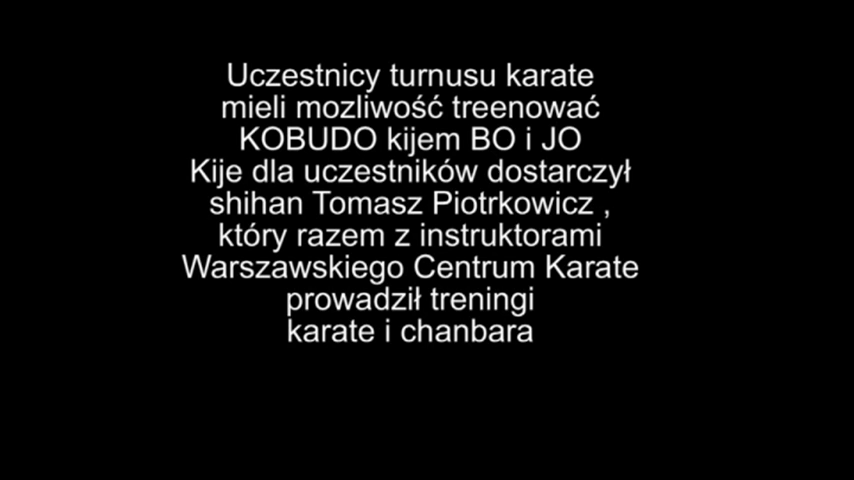 Uczestnicy turnusu karate
mieli mozliwość treenować
KOBUDO kijem BO i JO
Kije dla uczestników dostarczył
shihan Tomasz Piotrkowicz ,
który razem z instruktorami
Warszawskiego Centrum Karate
prowadził treningi
karate i chanbara